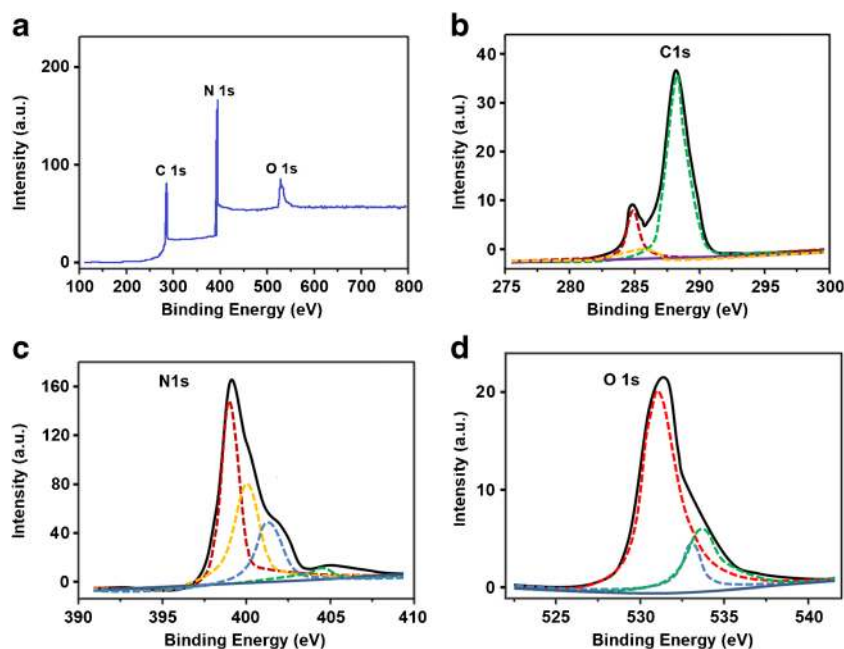 a
200
100
0
Intensity (a.u.)
C 1s
N 1s
O 1s
100 200 300 400 500 600 700 800
Binding Energy (eV)
b
40
30
20
10
0
Intensity (a.u.)
C1s
275 280 285 290 295 300
Binding Energy (eV)
c
160
120
80
40
0
Intensity (a.u.)
N1s
390 395 400 405 410
Binding Energy (eV)
d
20
10
0
Intensity (a.u.)
O 1s
525 530 535 540
Binding Energy (eV)